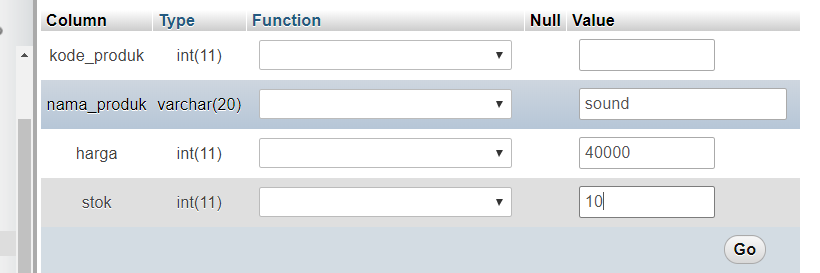 Column Type Function Null Value
kode_produk int(11)
nama_produk varchar(20) sound
harga int(11) 40000
stok int(11) 10
Go